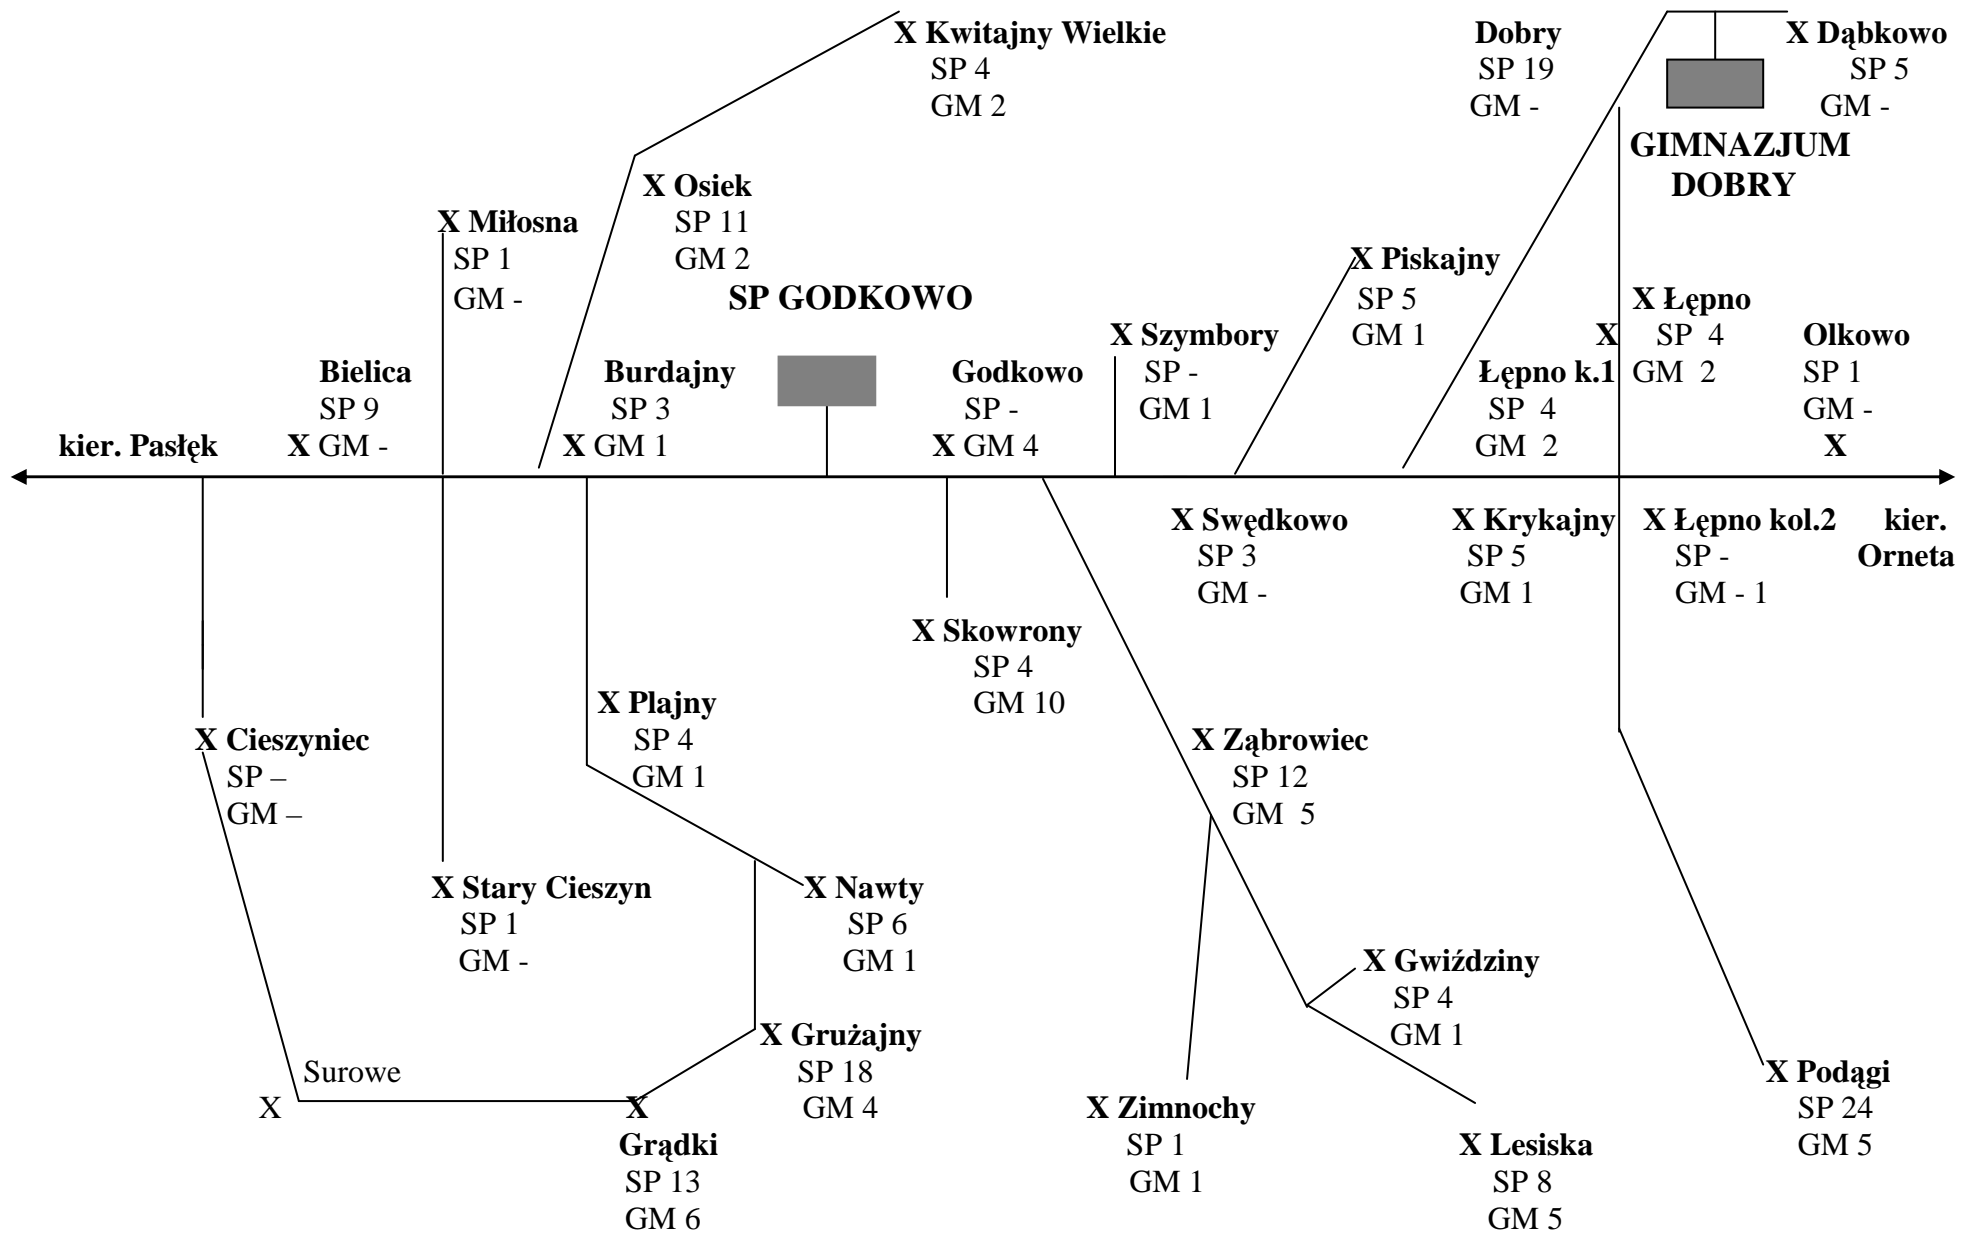 X Kwitajny Wielkie
SP 4
GM 2
Dobry
SP 19
GM -
X Dąbkowo
SP 5
GM -
GIMNAZJUM
DOBRY
X Osiek
SP 11
GM 2
X Miłosna
SP 1
GM -
SP GODKOWO
X Piskajny
SP 5
GM 1
X Szymbory
SP -
GM 1
X Łępno
SP 4
GM 2
X
Łępno k.1
SP 4
GM 2
Olkowo
SP 1
GM -
X
Bielica
SP 9
X GM -
Burdajny
SP 3
X GM 1
Godkowo
SP -
X GM 4
kier. Pasłęk
X Swędkowo
SP 3
GM -
X Krykajny
SP 5
GM 1
X Łępno kol.2
SP -
GM - 1
kier.
Orneta
X Skowrony
SP 4
GM 10
X Plajny
SP 4
GM 1
X Cieszyniec
SP –
GM –
X Ząbrowiec
SP 12
GM 5
X Stary Cieszyn
SP 1
GM -
X Nawty
SP 6
GM 1
X Gwiździny
SP 4
GM 1
X Grużajny
SP 18
GM 4
Surowe
X
X
Grądki
SP 13
GM 6
X Zimnochy
SP 1
GM 1
X Lesiska
SP 8
GM 5
X Podągi
SP 24
GM 5